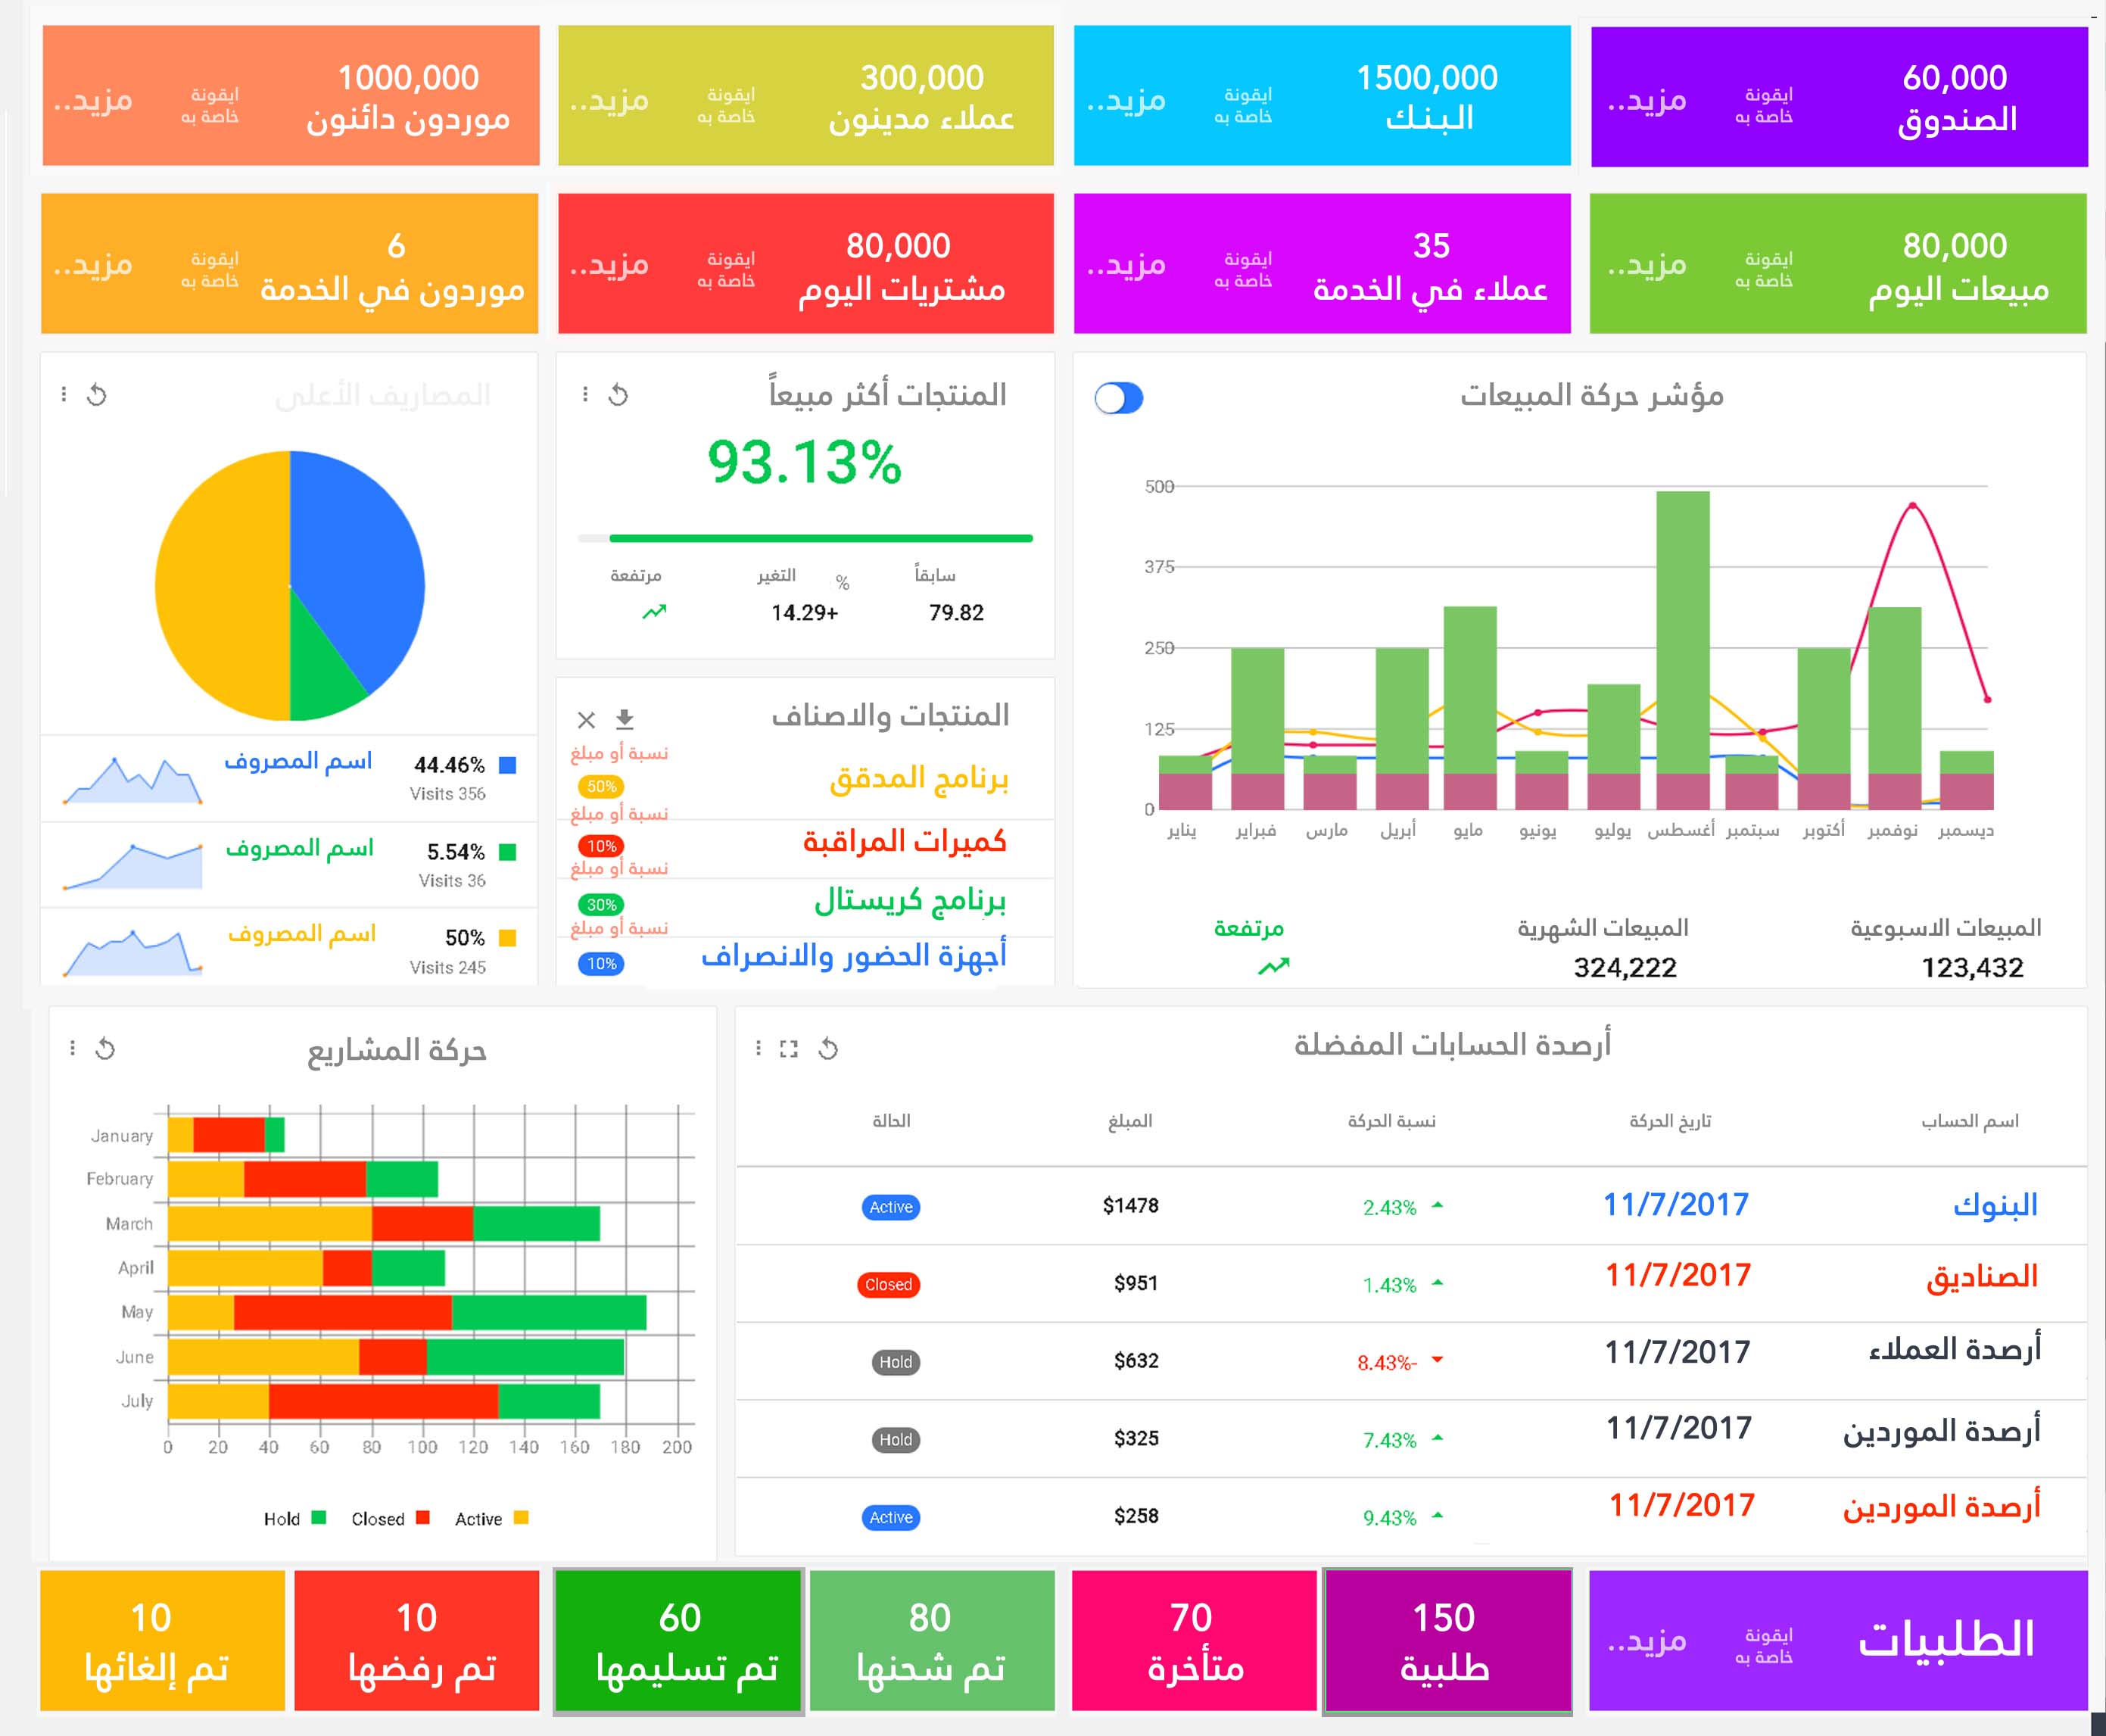 60,000
الصندوق
ايقونة
خاصة به
مزيد..
1500,000
البنك
ايقونة
خاصة به
مزيد..
300,000
عملاء مدينون
ايقونة
خاصة به
مزيد..
1000,000
موردون دائنون
ايقونة
خاصة به
مزيد..
80,000
مبيعات اليوم
ايقونة
خاصة به
مزيد..
35
عملاء في الخدمة
ايقونة
خاصة به
مزيد..
80,000
مشتريات اليوم
ايقونة
خاصة به
مزيد..
6
موردون في الخدمة
ايقونة
خاصة به
مزيد..
مؤشر حركة المبيعات
500
375
250
125
0
يناير فبراير مارس أبريل مايو يونيو يوليو أغسطس سبتمبر أكتوبر نوفمبر ديسمبر
المبيعات الاسبوعية المبيعات الشهرية مرتفعة
123,432 324,222
المنتجات أكثر مبيعاً
93.13%
سابقاً % التغير مرتفعة
79.82 14.29+
المنتجات والاصناف
نسبة أو مبلغ
برنامج المدقق 50%
نسبة أو مبلغ
كميرات المراقبة 10%
نسبة أو مبلغ
برنامج كريستال 30%
نسبة أو مبلغ
أجهزة الحضور والانصراف 10%
المصاريف الأعلى
44.46% اسم المصروف
Visits 356
5.54% اسم المصروف
Visits 36
50% اسم المصروف
Visits 245
أرصدة الحسابات المفضلة
اسم الحساب تاريخ الحركة نسبة الحركة المبلغ الحالة
البنوك 11/7/2017 2.43% $1478 Active
الصناديق 11/7/2017 1.43% $951 Closed
أرصدة العملاء 11/7/2017 8.43%- $632 Hold
أرصدة الموردين 11/7/2017 7.43% $325 Hold
أرصدة الموردين 11/7/2017 9.43% $258 Active
حركة المشاريع
January
February
March
April
May
June
July
0 20 40 60 80 100 120 140 160 180 200
Hold Closed Active
الطلبيات
ايقونة
خاصة به
مزيد..
150
طلبية
70
متأخرة
80
تم شحنها
60
تم تسليمها
10
تم رفضها
10
تم إلغائها